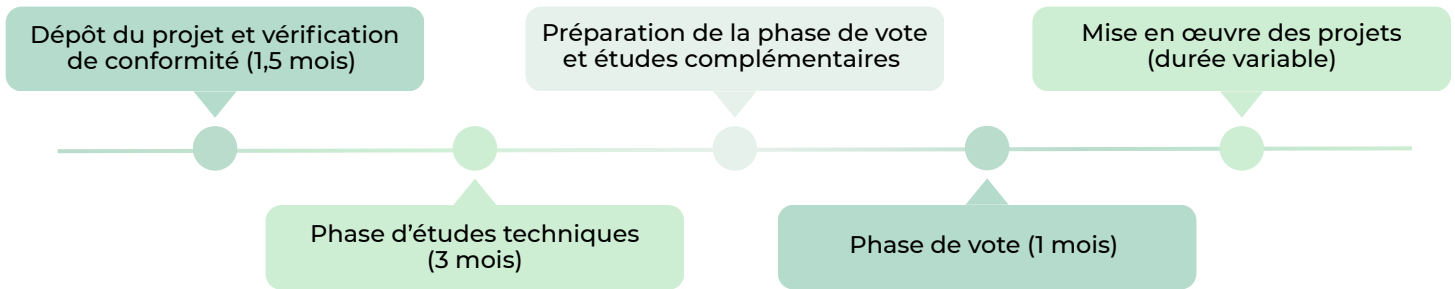 Dépôt du projet et vérification
de conformité (1,5 mois)
Phase d’études techniques
(3 mois)
Préparation de la phase de vote
et études complémentaires
Phase de vote (1 mois)
Mise en œuvre des projets
(durée variable)